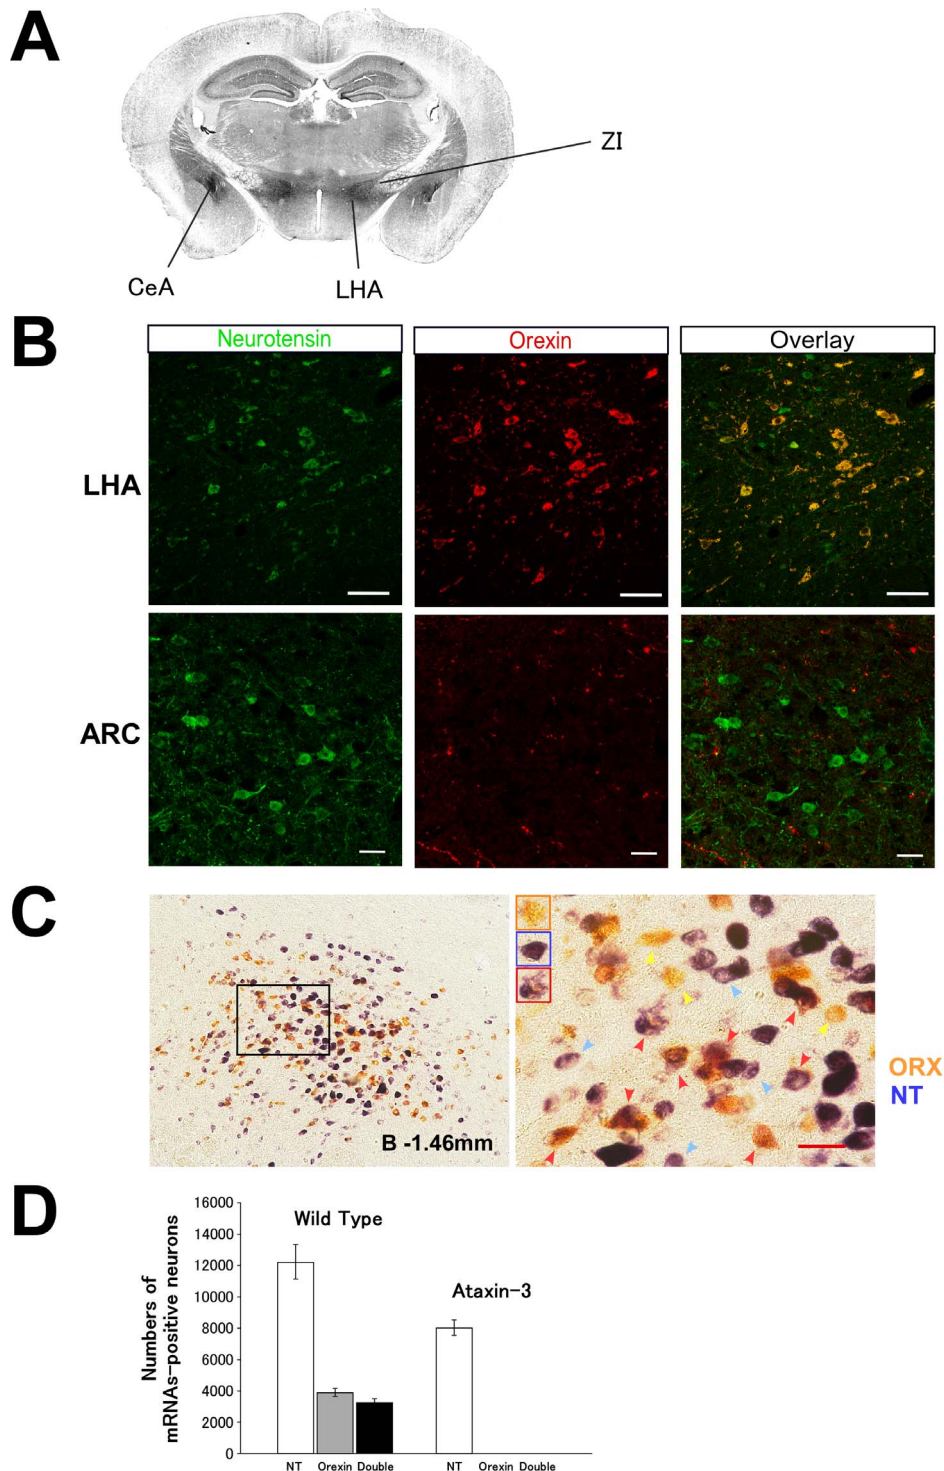 A
ZI
CeA
LHA
B
Neurotensin
Orexin
Overlay
LHA
ARC
C
B -1.46mm
ORX
NT
D
Numbers of
mRNAs-positive neurons
16000
14000
12000
10000
8000
6000
4000
2000
0
Wild Type
Ataxin-3
NT Orexin Double NT Orexin Double